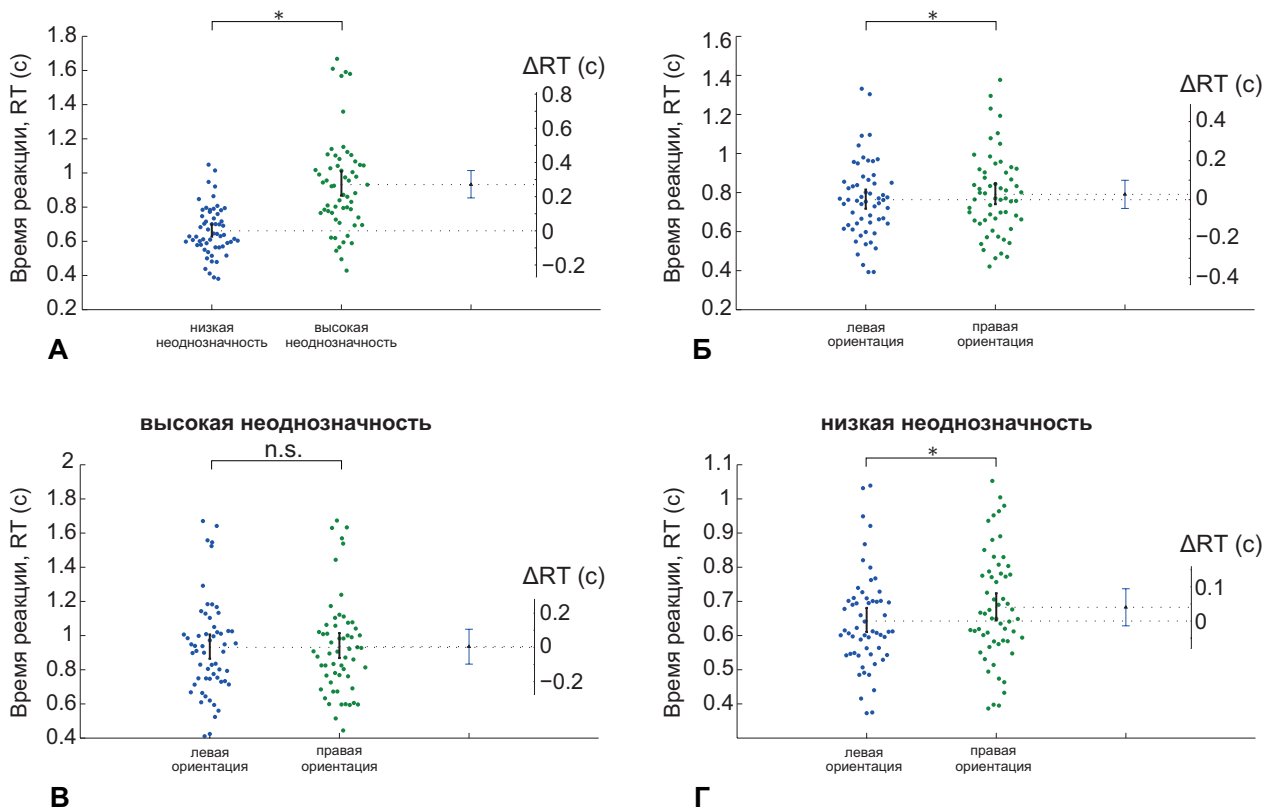 *
1.8
1.6
1.4
1.2
1
0.8
0.6
0.4
0.2
Время реакции, RT (с)
ΔRT (с)
0.8
0.6
0.4
0.2
0
−0.2
низкая
неоднозначность
высокая
неоднозначность
А
*
1.6
1.4
1.2
1
0.8
0.6
0.4
0.2
Время реакции, RT (с)
ΔRT (с)
0.4
0.2
0
−0.2
−0.4
левая
ориентация
правая
ориентация
Б
высокая неоднозначность
n.s.
2
1.8
1.6
1.4
1.2
1
0.8
0.6
0.4
Время реакции, RT (с)
ΔRT (с)
0.2
0
−0.2
левая
ориентация
правая
ориентация
В
низкая неоднозначность
*
1.1
1
0.9
0.8
0.7
0.6
0.5
0.4
Время реакции, RT (с)
ΔRT (с)
0.1
0
левая
ориентация
правая
ориентация
Г